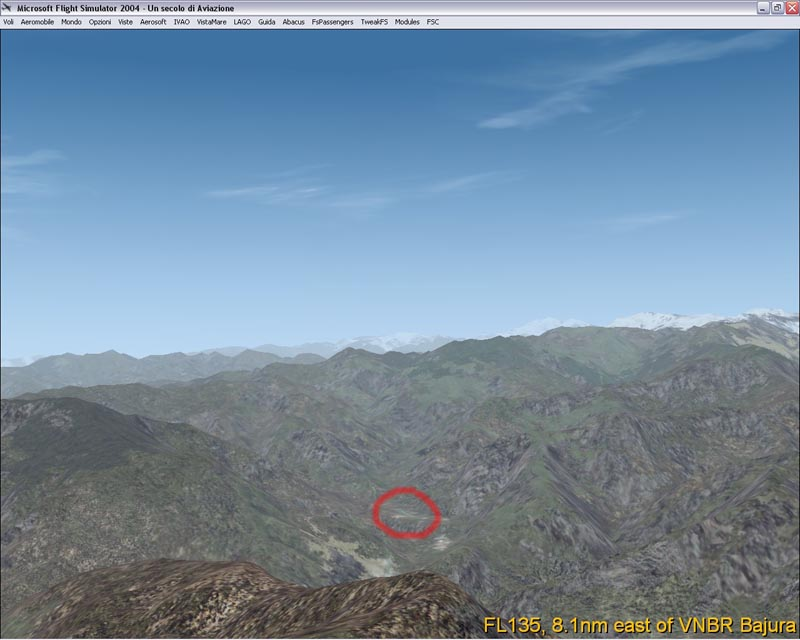 Microsoft Flight Simulator 2004 - Un secolo di Aviazione
Voli Aeromobile Mondo Opzioni Viste Aerosoft IVAO VistaMare LAGO Guida Abacus FsPassengers TweakFS Modules FSC
FL135, 8.1nm east of VNBR Bajura